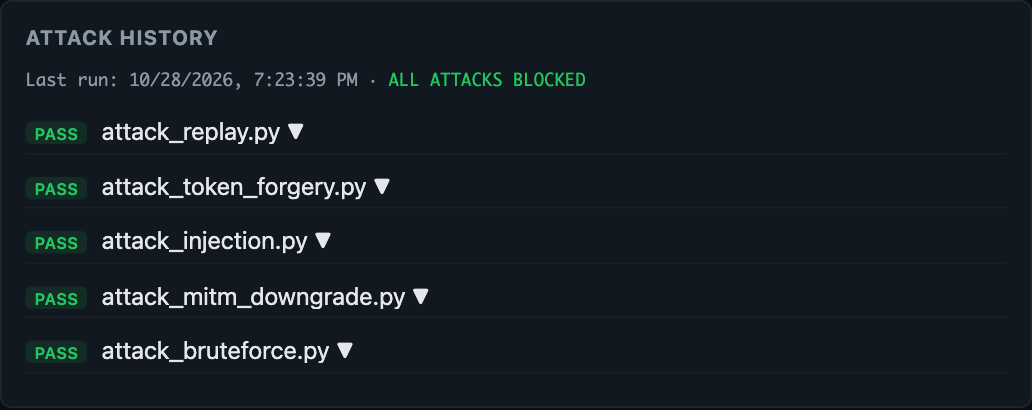 ATTACK HISTORY
Last run: 10/28/2026, 7:23:39 PM · ALL ATTACKS BLOCKED
PASS attack_replay.py ▼
PASS attack_token_forgery.py ▼
PASS attack_injection.py ▼
PASS attack_mitm_downgrade.py ▼
PASS attack_bruteforce.py ▼